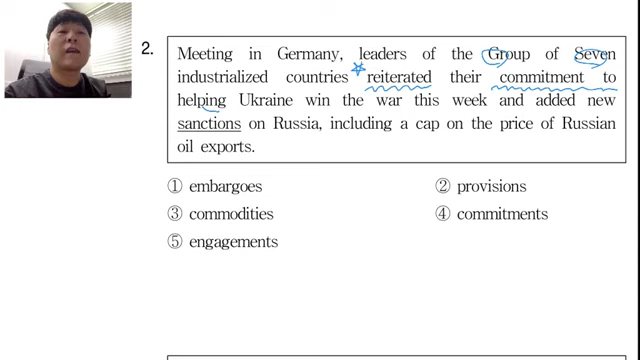 2.
Meeting in Germany, leaders of the Group of Seven
industrialized countries reiterated their commitment to
helping Ukraine win the war this week and added new
sanctions on Russia, including a cap on the price of Russian
oil exports.
① embargoes ② provisions
③ commodities ④ commitments
⑤ engagements